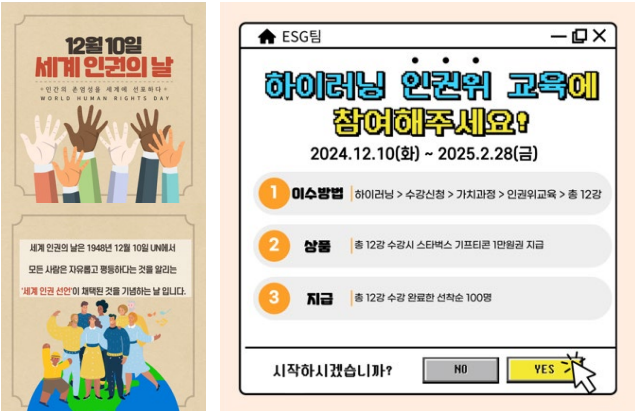 12월 10일
세계 인권의 날
•인간의 존엄성을 세계에 선포하다•
WORLD HUMAN RIGHTS DAY
세계 인권의 날은 1948년 12월 10일 UN에서
모든 사람은 자유롭고 평등하다는 것을 알리는
'세계 인권 선언'이 채택된 것을 기념하는 날 입니다.
ESG팀
하이러닝 인권위 교육에
참여해주세요!
2024.12.10(화) ~ 2025.2.28(금)
1 이수방법 하이러닝 > 수강신청 > 가치과정 > 인권위교육 > 총 12강
2 상품 총 12강 수강시 스타벅스 기프티콘 1만원권 지급
3 지급 총 12강 수강 완료한 선착순 100명
시작하시겠습니까? NO YES